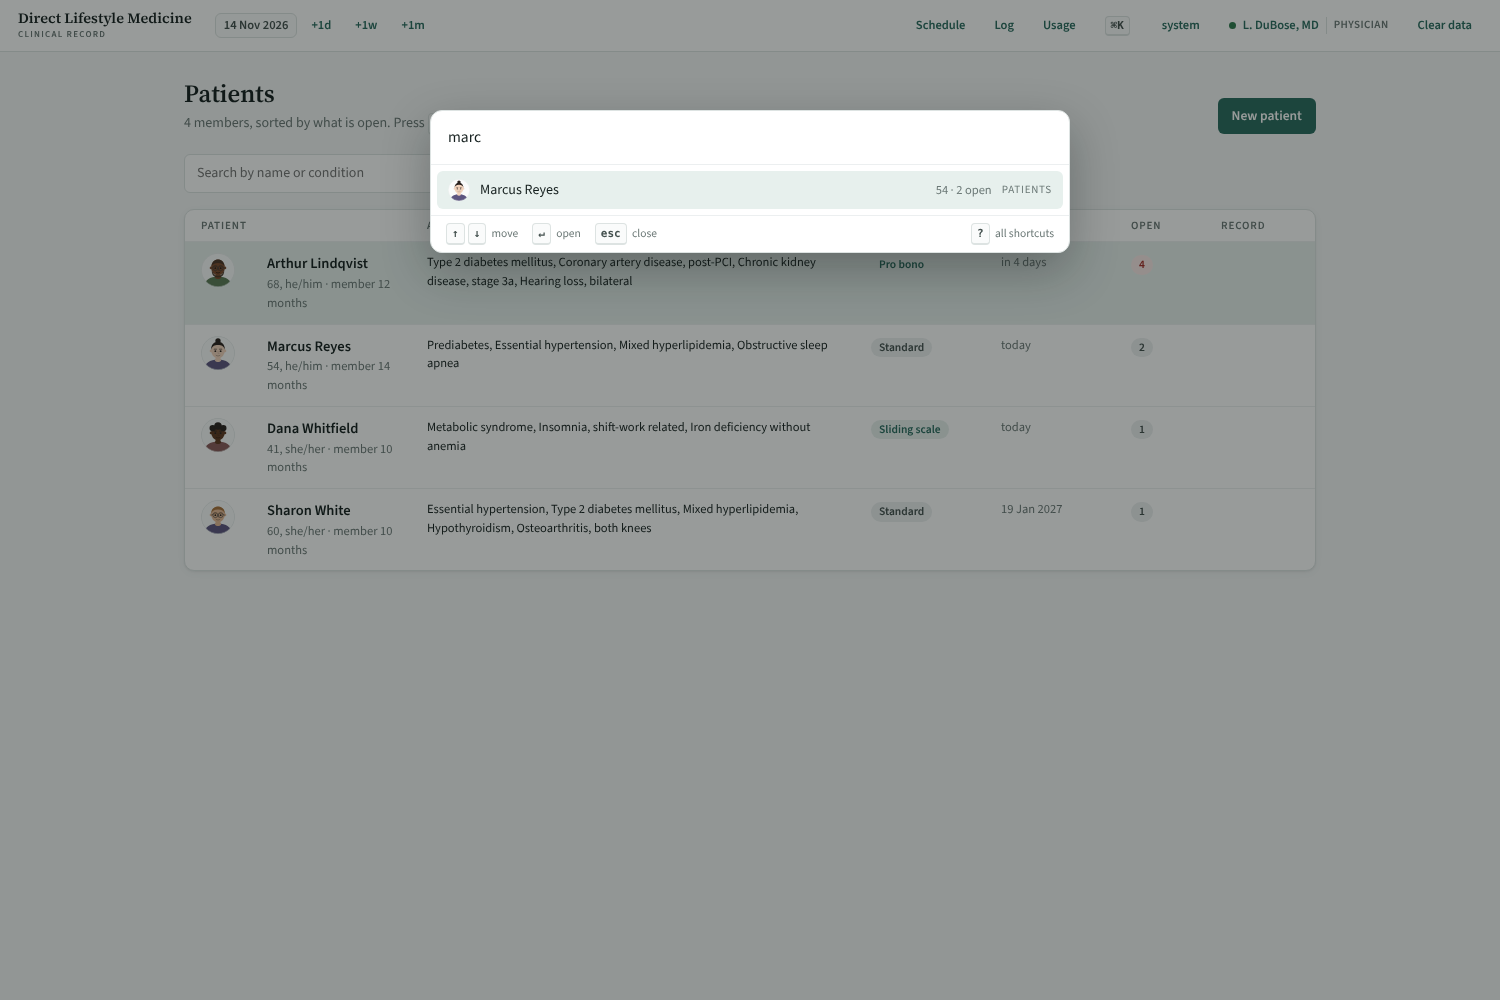 Direct Lifestyle Medicine
CLINICAL RECORD
14 Nov 2026
+1d
+1w
+1m
Schedule
Log
Usage
⌘K
system
L. DuBose, MD
PHYSICIAN
Clear data
Patients
4 members, sorted by what is open. Press
New patient
Search by name or condition
marc
Marcus Reyes
54 · 2 open
PATIENTS
↑ ↓ move
↵ open
esc close
? all shortcuts
PATIENT
OPEN
RECORD
Arthur Lindqvist
68, he/him · member 12
months
Type 2 diabetes mellitus, Coronary artery disease, post-PCI, Chronic kidney
disease, stage 3a, Hearing loss, bilateral
Pro bono
in 4 days
4
Marcus Reyes
54, he/him · member 14
months
Prediabetes, Essential hypertension, Mixed hyperlipidemia, Obstructive sleep
apnea
Standard
today
2
Dana Whitfield
41, she/her · member 10
months
Metabolic syndrome, Insomnia, shift-work related, Iron deficiency without
anemia
Sliding scale
today
1
Sharon White
60, she/her · member 10
months
Essential hypertension, Type 2 diabetes mellitus, Mixed hyperlipidemia,
Hypothyroidism, Osteoarthritis, both knees
Standard
19 Jan 2027
1